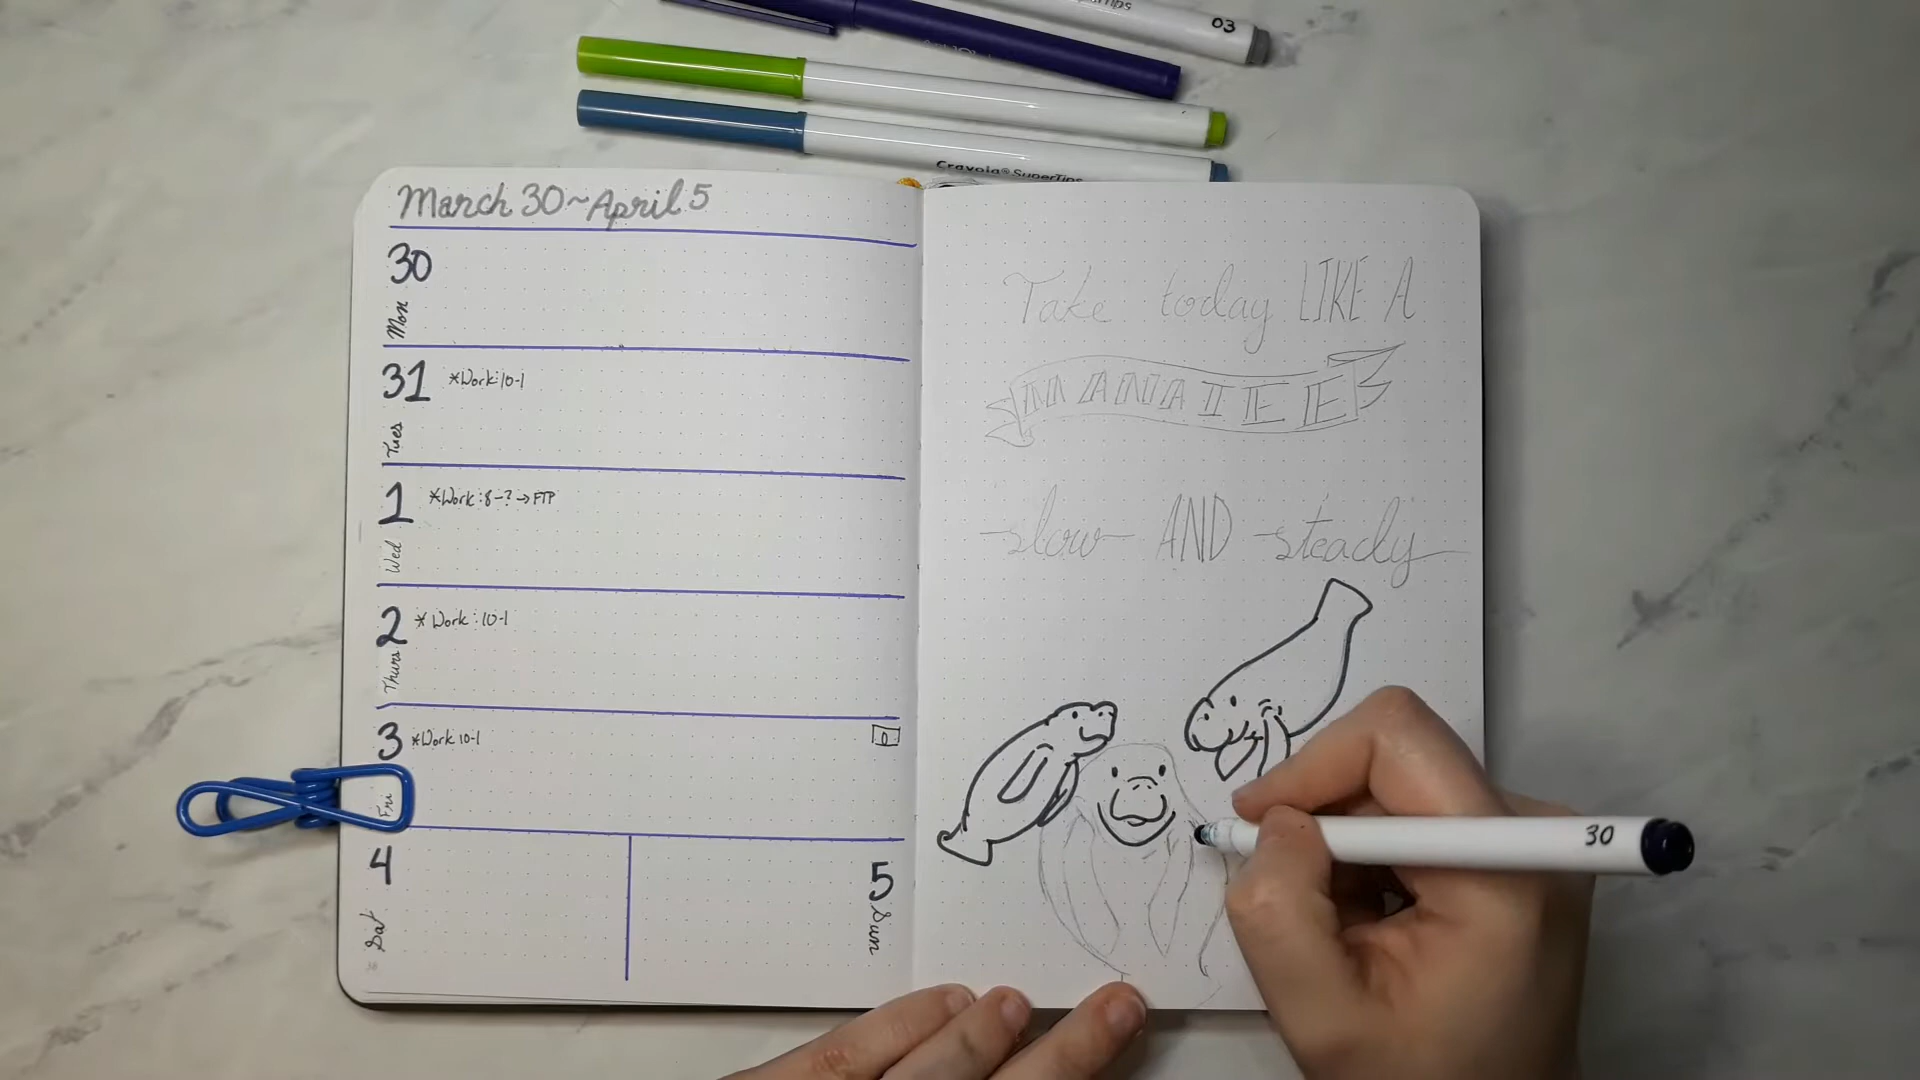 03
Crayola® SuperTips
March 30~April 5
30
Mon
31 *Work:10-1
Tues
1 *Work:8-?→FTP
Wed
2 *Work:10-1
Thurs
3 *Work 10-1
Fri
4
Sat
5
Sun
Take today LIKE A
MANATEE
slow AND steady
30